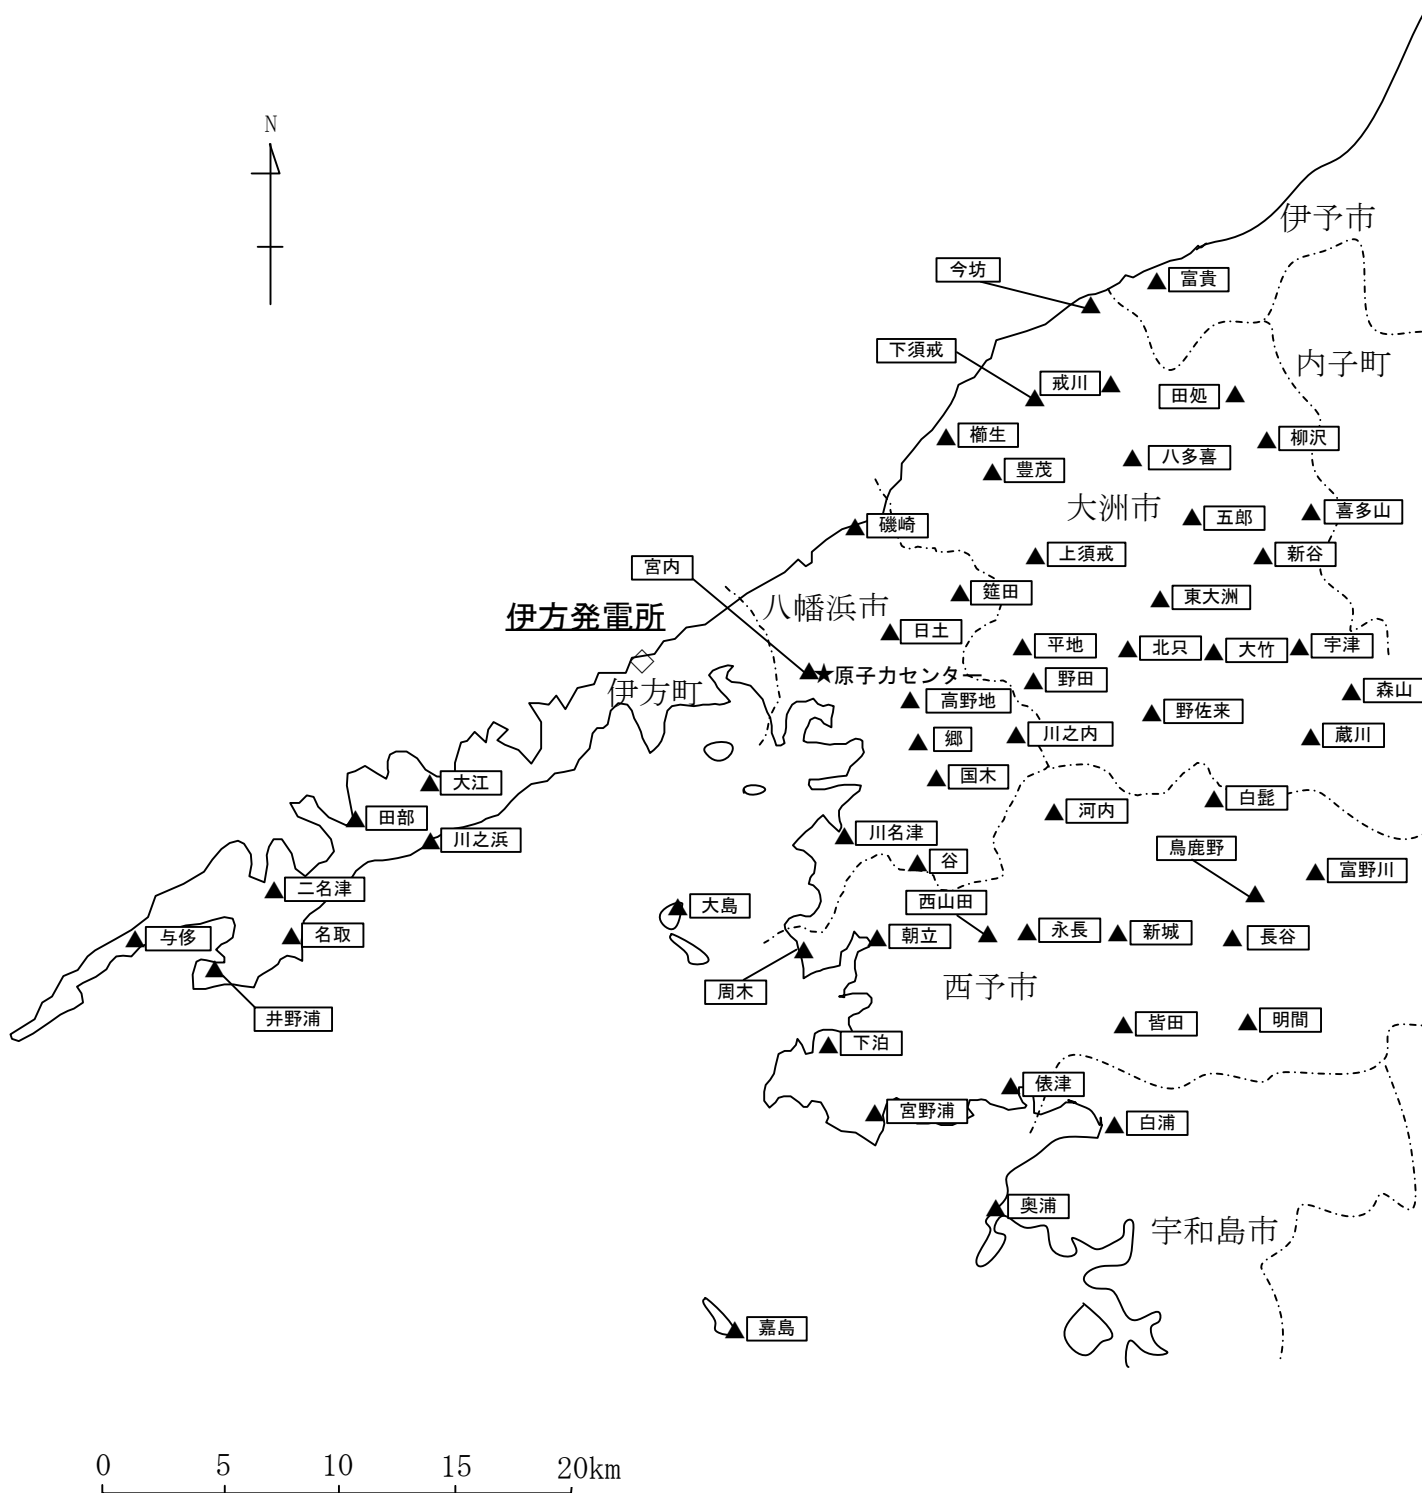 N
伊予市
今坊
富貴
下須戒
内子町
戒川
田処
櫛生
柳沢
豊茂
八多喜
大洲市
磯崎
五郎
喜多山
宮内
上須戒
新谷
伊方発電所
八幡浜市
筵田
東大洲
日土
平地
北只
大竹
宇津
伊方町
★原子力センター
野田
森山
高野地
野佐来
郷
川之内
蔵川
大江
国木
田部
河内
白髭
川之浜
川名津
谷
鳥鹿野
富野川
二名津
大島
西山田
与侈
名取
朝立
永長
新城
長谷
周木
西予市
井野浦
皆田
明間
下泊
俵津
宮野浦
白浦
奥浦
宇和島市
嘉島
0 5 10 15 20km